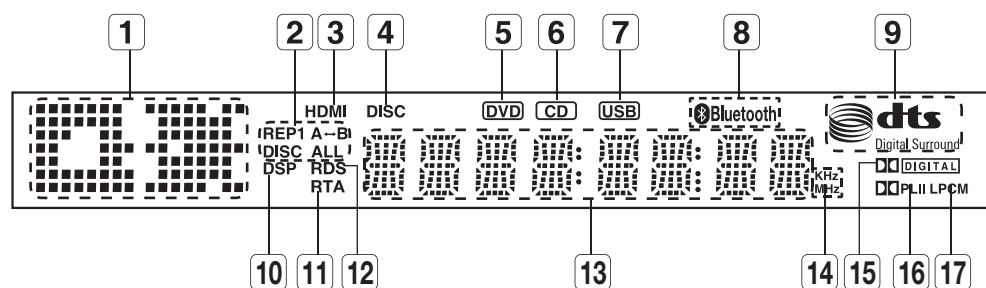 1 2 3 4 5 6 7 8 9
HDMI DISC DVD CD USB Bluetooth dts
Digital Surround
REP1 A↔B
DISC ALL
DSP RDS
RTA
KHz
MHz
DIGITAL
PLII LPCM
10 11 12 13 14 15 16 17